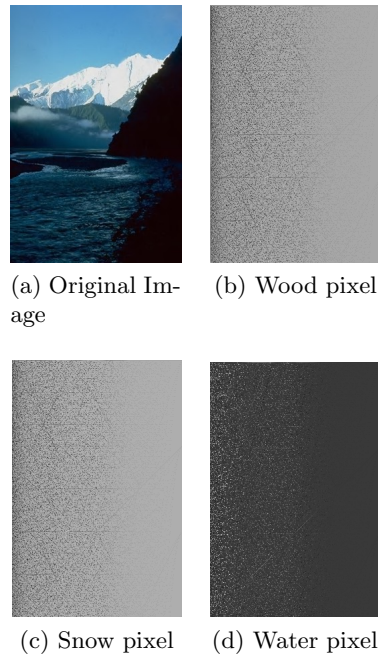 (a) Original Im-
age
(b) Wood pixel
(c) Snow pixel
(d) Water pixel